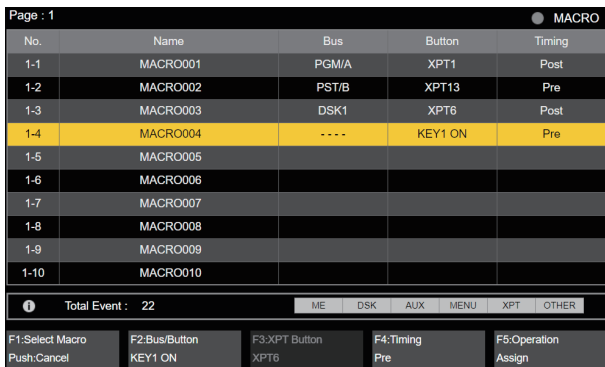 Page : 1 MACRO
No. Name Bus Button Timing
1-1 MACRO001 PGM/A XPT1 Post
1-2 MACRO002 PST/B XPT13 Pre
1-3 MACRO003 DSK1 XPT6 Post
1-4 MACRO004 - - - - KEY1 ON Pre
1-5 MACRO005
1-6 MACRO006
1-7 MACRO007
1-8 MACRO008
1-9 MACRO009
1-10 MACRO010
i Total Event : 22 ME DSK AUX MENU XPT OTHER
F1:Select Macro F2:Bus/Button F3:XPT Button F4:Timing F5:Operation
Push:Cancel KEY1 ON XPT6 Pre Assign